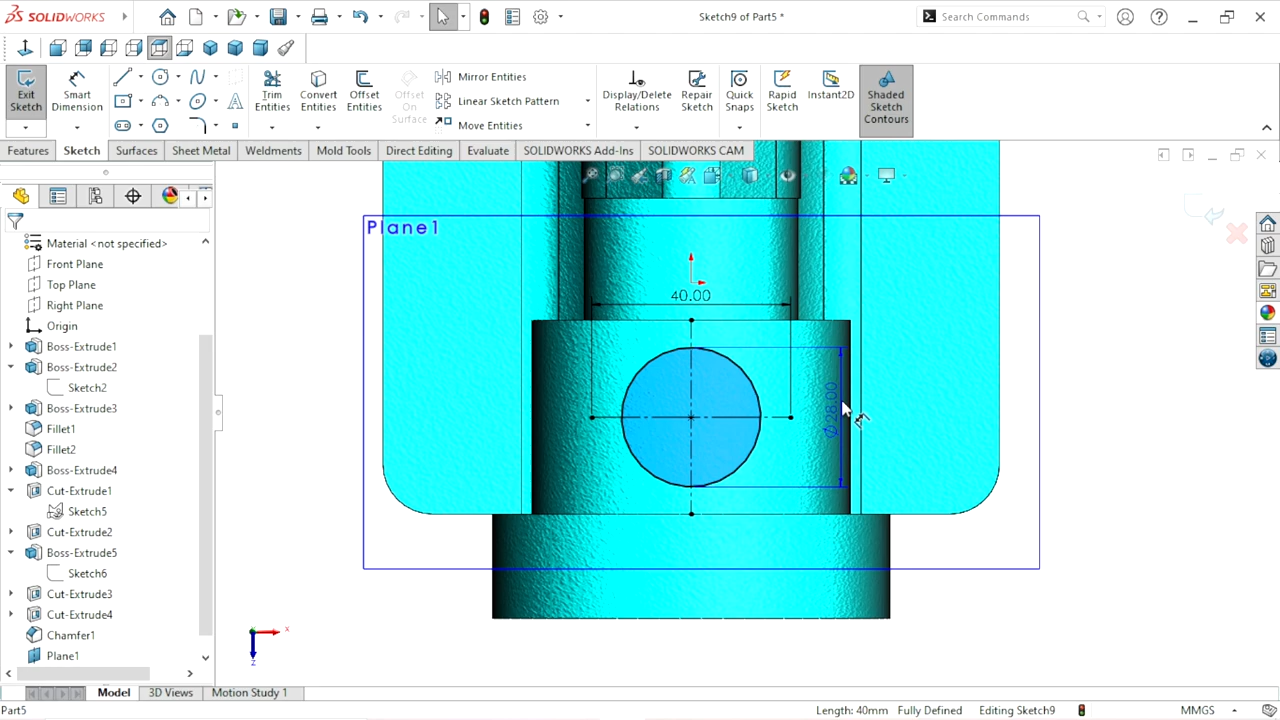 SOLIDWORKS
Sketch9 of Part5 *
Search Commands
Exit Sketch
Smart Dimension
Trim Entities
Convert Entities
Offset Entities
Offset On Surface
Mirror Entities
Linear Sketch Pattern
Move Entities
Display/Delete Relations
Repair Sketch
Quick Snaps
Rapid Sketch
Instant2D
Shaded Sketch Contours
Features
Sketch
Surfaces
Sheet Metal
Weldments
Mold Tools
Direct Editing
Evaluate
SOLIDWORKS Add-Ins
SOLIDWORKS CAM
Material <not specified>
Front Plane
Top Plane
Right Plane
Origin
Boss-Extrude1
Boss-Extrude2
Sketch2
Boss-Extrude3
Fillet1
Fillet2
Boss-Extrude4
Cut-Extrude1
Sketch5
Cut-Extrude2
Boss-Extrude5
Sketch6
Cut-Extrude3
Cut-Extrude4
Chamfer1
Plane1
Plane1
40.00
⌀ 28.00
x
z
Model
3D Views
Motion Study 1
Part5
Length: 40mm
Fully Defined
Editing Sketch9
MMGS